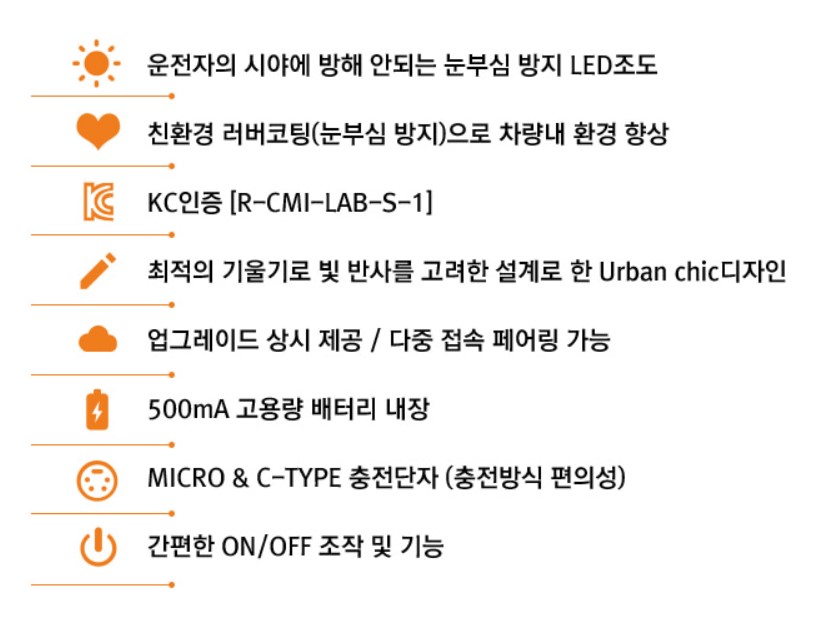 운전자의 시야에 방해 안되는 눈부심 방지 LED조도
친환경 러버코팅(눈부심 방지)으로 차량내 환경 향상
KC인증 [R-CMI-LAB-S-1]
최적의 기울기로 빛 반사를 고려한 설계로 한 Urban chic디자인
업그레이드 상시 제공 / 다중 접속 페어링 가능
500mA 고용량 배터리 내장
MICRO & C-TYPE 충전단자 (충전방식 편의성)
간편한 ON/OFF 조작 및 기능